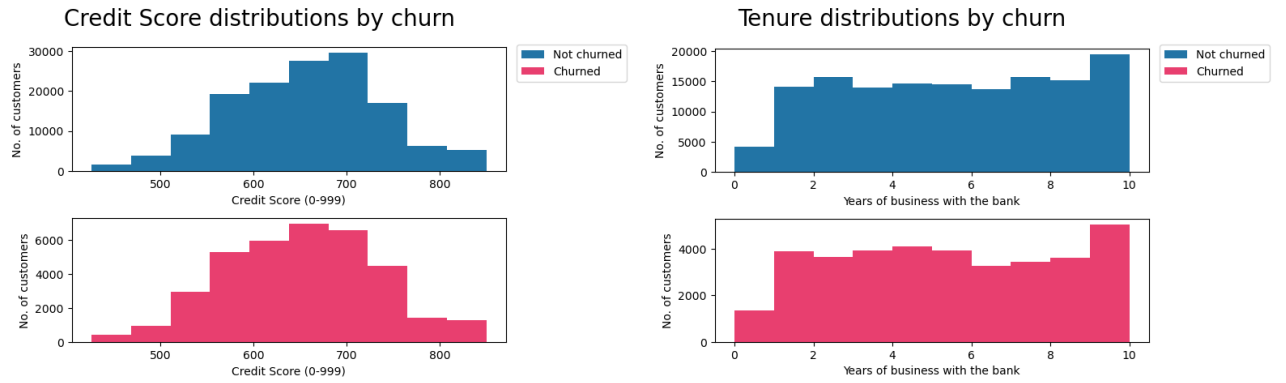 Credit Score distributions by churn
30000
20000
10000
0
No. of customers
500 600 700 800
Credit Score (0-999)
Not churned
Churned
6000
4000
2000
0
No. of customers
500 600 700 800
Credit Score (0-999)
Tenure distributions by churn
20000
15000
10000
5000
0
No. of customers
0 2 4 6 8 10
Years of business with the bank
Not churned
Churned
4000
2000
0
No. of customers
0 2 4 6 8 10
Years of business with the bank